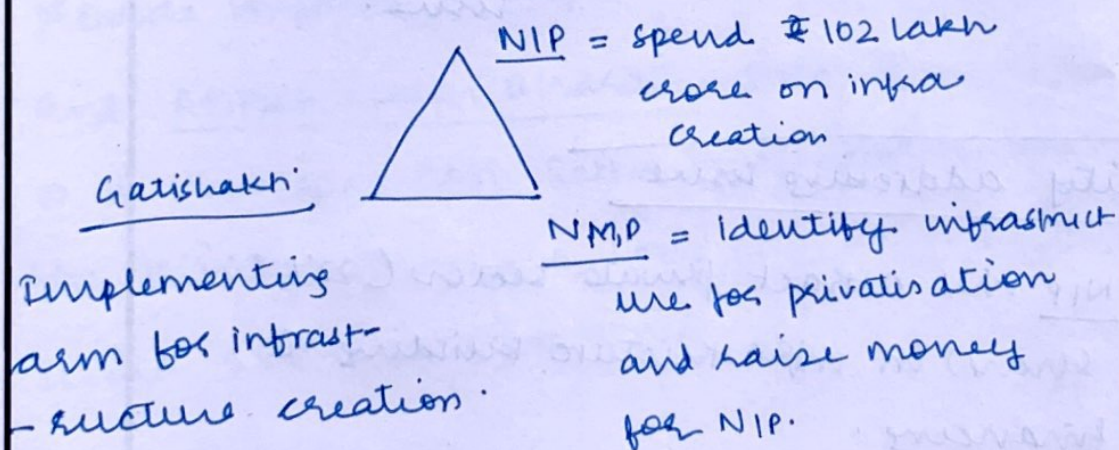 NIP = spend ₹ 102 lakh
crore on infra
creation
Gatishakti
Implementing
arm for infrast-
-ructure creation.
NMP = identify infrastruct
ure for privatisation
and raise money
for NIP.